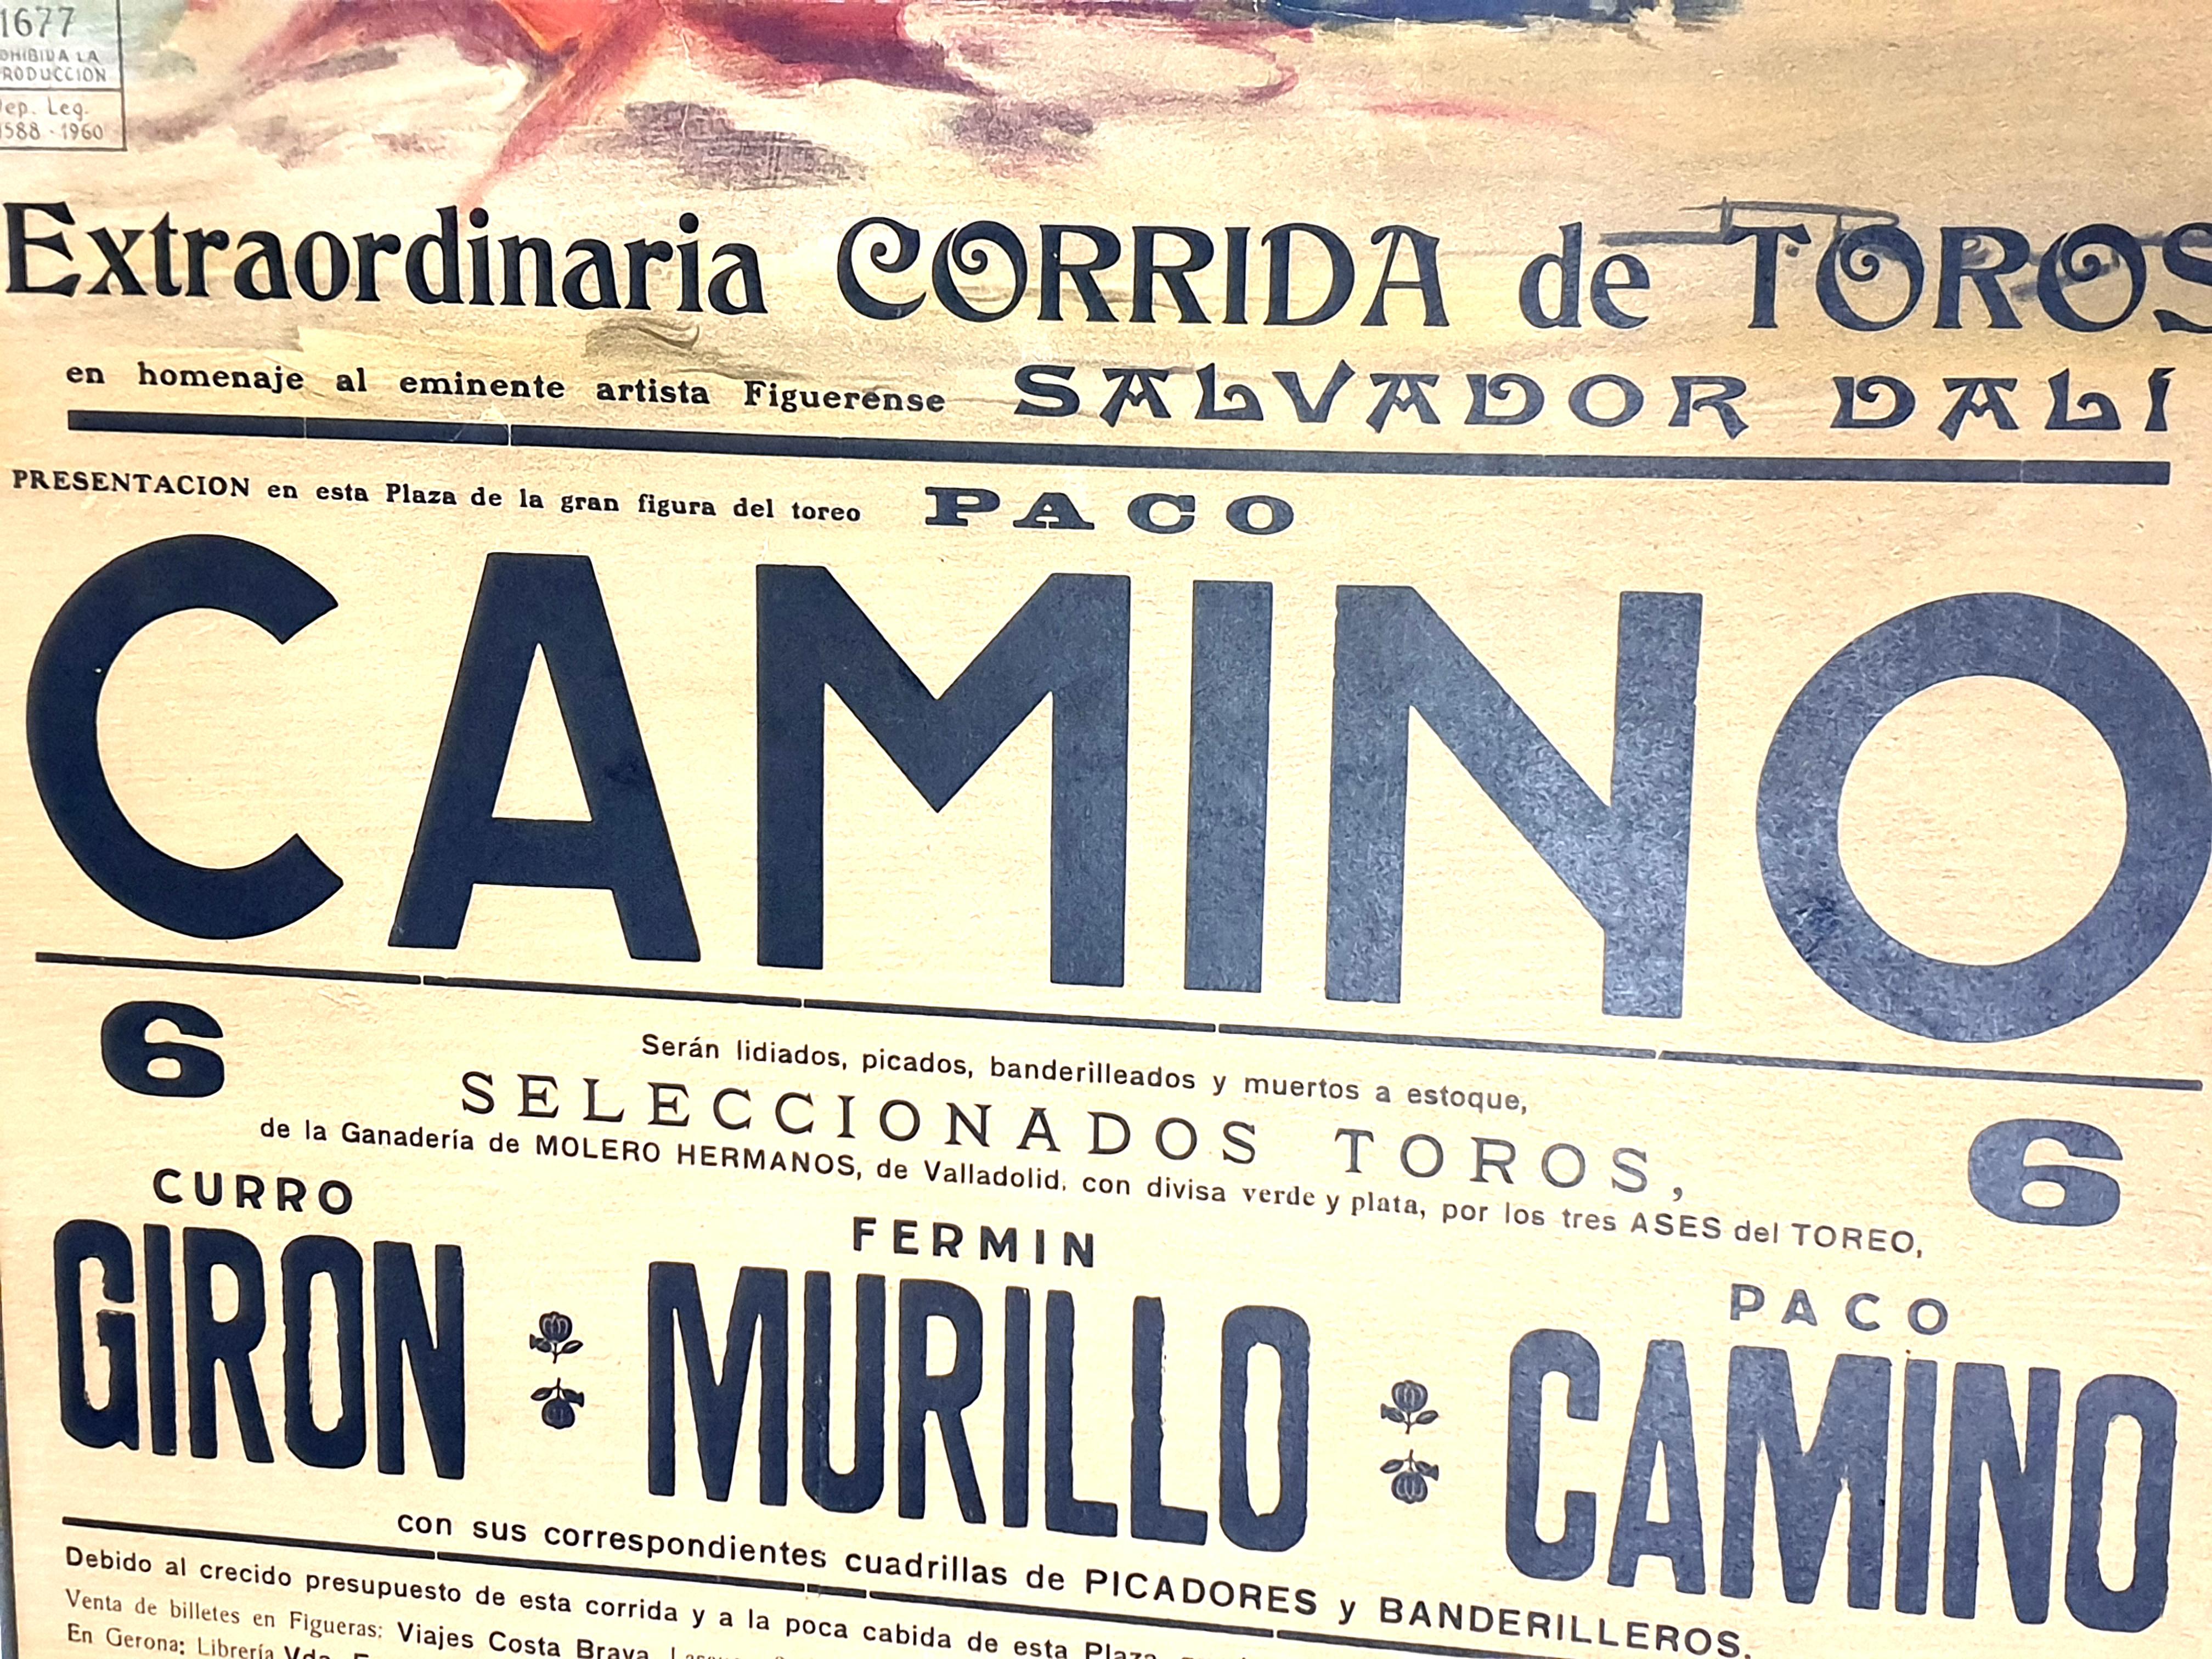 1677
Dep. Leg.
1588 - 1960
Extraordinaria CORRIDA de TOROS
en homenaje al eminente artista Figuerense SALVADOR DALÍ
PRESENTACION en esta Plaza de la gran figura del toreo PACO
CAMINO
6 Serán lidiados, picados, banderilleados y muertos a estoque, 6
SELECCIONADOS TOROS,
de la Ganadería de MOLERO HERMANOS, de Valladolid, con divisa verde y plata, por los tres ASES del TOREO,
CURRO FERMIN PACO
GIRON MURILLO CAMINO
con sus correspondientes cuadrillas de PICADORES y BANDERILLEROS.
Debido al crecido presupuesto de esta corrida y a la poca cabida de esta Plaza
Venta de billetes en Figueras: Viajes Costa Brava
En Gerona: Librería Vda.